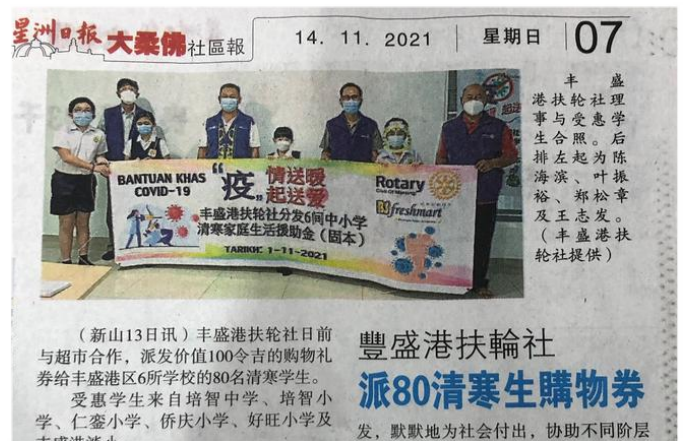 星洲日报 大柔佛社區報 14. 11. 2021 星期日 07
BANTUAN KHAS
COVID-19
“疫”
情送暖
起送爱
丰盛港扶轮社分发6间中小学
清寒家庭生活援助金（固本）
TARIKH: 1-11-2021
Rotary
freshmart
丰盛
港扶轮社理
事与受惠学
生合照。后
排左起为陈
海滨、叶振
裕、郑松章
及王志发。
（丰盛港扶
轮社提供）
（新山13日讯）丰盛港扶轮社日前
与超市合作，派发价值100令吉的购物礼
券给丰盛港区6所学校的80名清寒学生。
受惠学生来自培智中学、培智小
学、仁銮小学、侨庆小学、好旺小学及
豐盛港扶輪社
派80清寒生購物券
发，默默地为社会付出，协助不同阶层